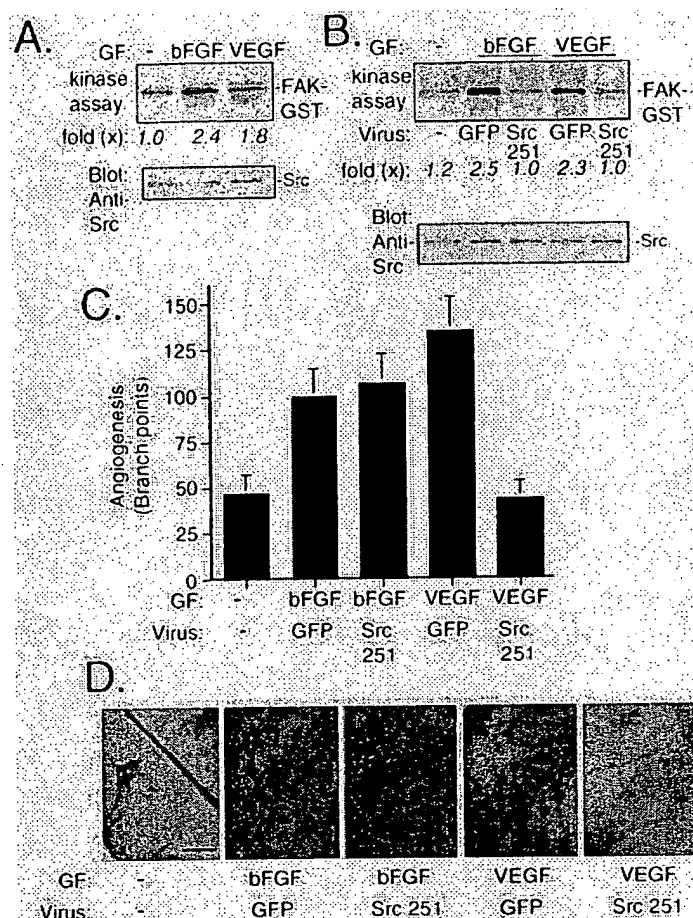 A.
GF: - bFGF VEGF
kinase assay
-FAK-GST
fold (x) 1.0 2.4 1.8
Blot: Anti-Src
-Src
B.
GF: - bFGF VEGF
kinase assay
-FAK-GST
Virus: - GFP Src 251 GFP Src 251
fold (x): 1.2 2.5 1.0 2.3 1.0
Blot: Anti-Src
-Src
C.
Angiogenesis
(Branch points)
150
125
100
75
50
25
0
GF: - bFGF bFGF VEGF VEGF
Virus: - GFP Src 251 GFP Src 251
D.
GF: - bFGF bFGF VEGF VEGF
Virus: - GFP Src 251 GFP Src 251